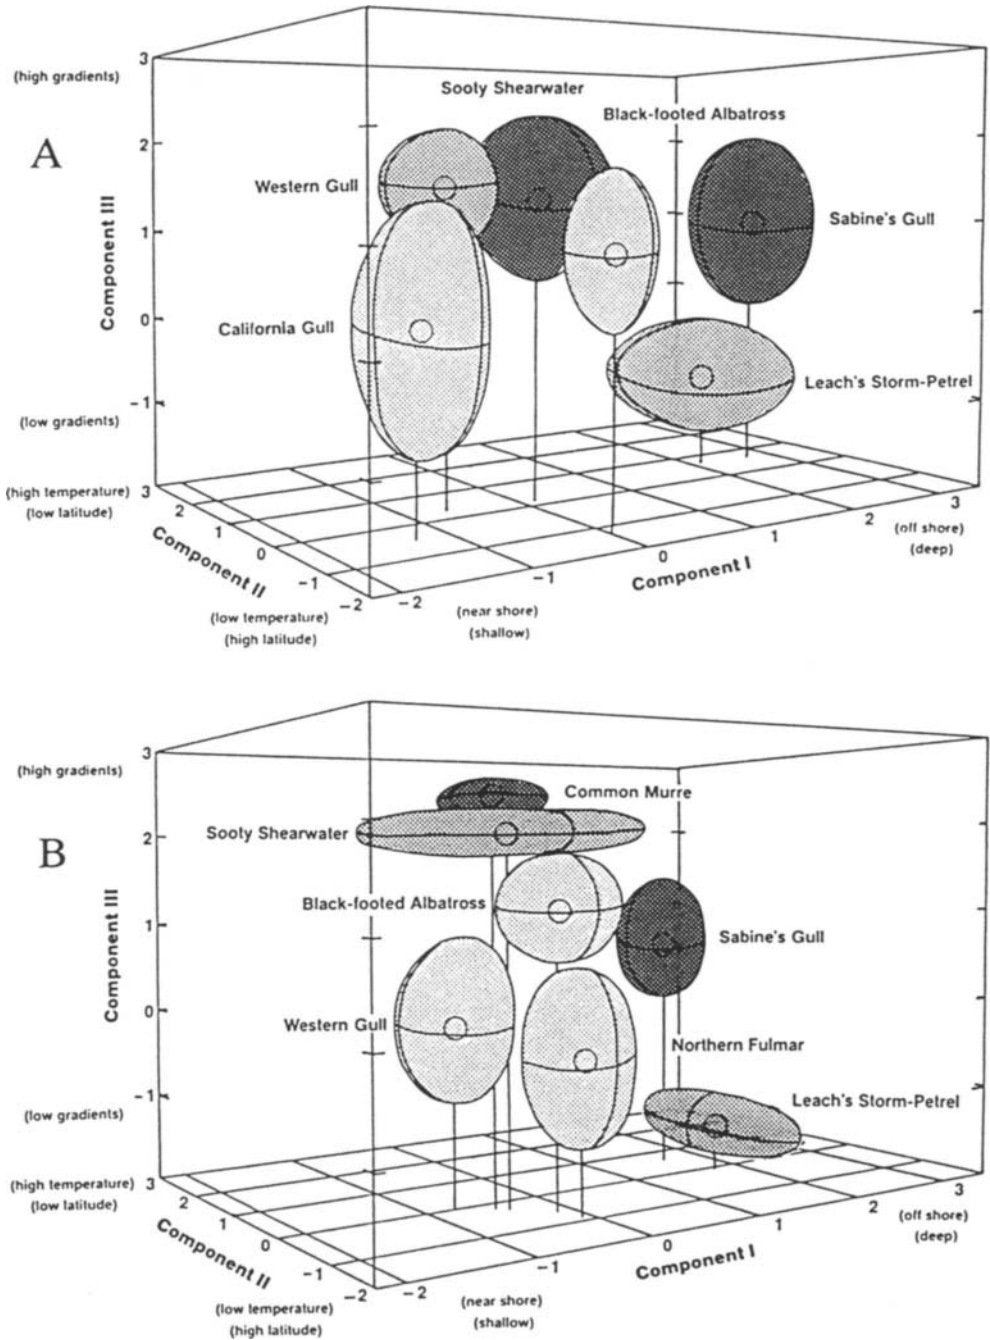 A
Sooty Shearwater
Black-footed Albatross
Western Gull
Sabine's Gull
California Gull
Leach's Storm-Petrel
Component III
3
(high gradients)
2
1
0
-1
(low gradients)
(high temperature)
(low latitude)
3
2
1
0
-1
-2
Component II
(low temperature)
(high latitude)
-2
-1
0
1
2
3
(near shore)
(shallow)
Component I
(off shore)
(deep)
B
Common Murre
Sooty Shearwater
Black-footed Albatross
Sabine's Gull
Western Gull
Northern Fulmar
Leach's Storm-Petrel
Component III
3
(high gradients)
2
1
0
-1
(low gradients)
(high temperature)
(low latitude)
3
2
1
0
-1
-2
Component II
(low temperature)
(high latitude)
-2
-1
0
1
2
3
(near shore)
(shallow)
Component I
(off shore)
(deep)